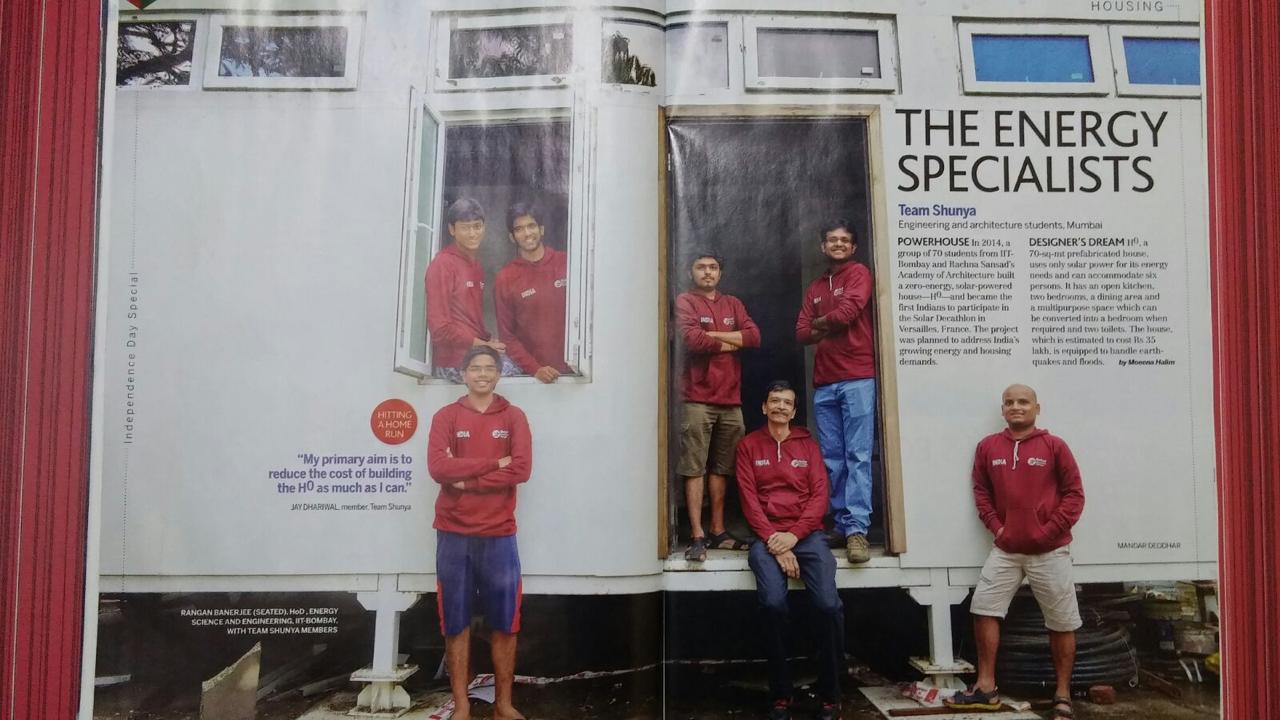 HOUSING
Independence Day Special
THE ENERGY
SPECIALISTS
Team Shunya
Engineering and architecture students, Mumbai
POWERHOUSE In 2014, a
group of 70 students from IIT-
Bombay and Rachna Sansad's
Academy of Architecture built
a zero-energy, solar-powered
house—H⁰—and became the
first Indians to participate in
the Solar Decathlon in
Versailles, France. The project
was planned to address India's
growing energy and housing
demands.
DESIGNER'S DREAM H⁰, a
70-sq-mt prefabricated house,
uses only solar power for its energy
needs and can accommodate six
persons. It has an open kitchen,
two bedrooms, a dining area and
a multipurpose space which can
be converted into a bedroom when
required and two toilets. The house,
which is estimated to cost Rs 35
lakh, is equipped to handle earth-
quakes and floods. by Moeena Halim
HITTING
A HOME
RUN
“My primary aim is to
reduce the cost of building
the H⁰ as much as I can.”
JAY DHARIWAL, member, Team Shunya
INDIA
INDIA
INDIA
INDIA
INDIA
MANDAR DEODHAR
RANGAN BANERJEE (SEATED), HoD, ENERGY
SCIENCE AND ENGINEERING, IIT-BOMBAY,
WITH TEAM SHUNYA MEMBERS